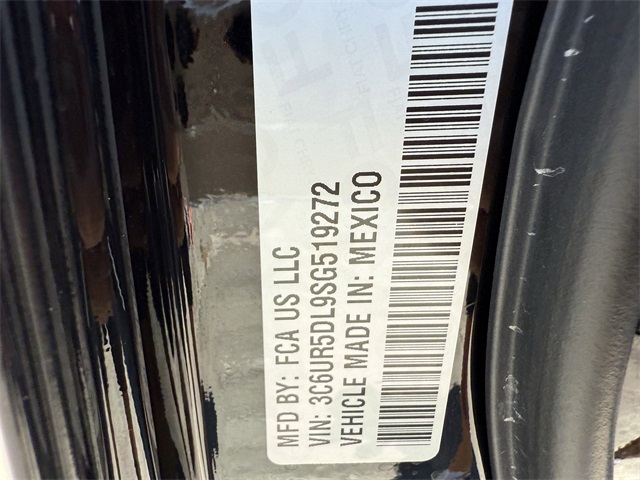 MFD BY: FCA US LLC
VIN: 3C6UR5DL9SG519272
VEHICLE MADE IN: MEXICO